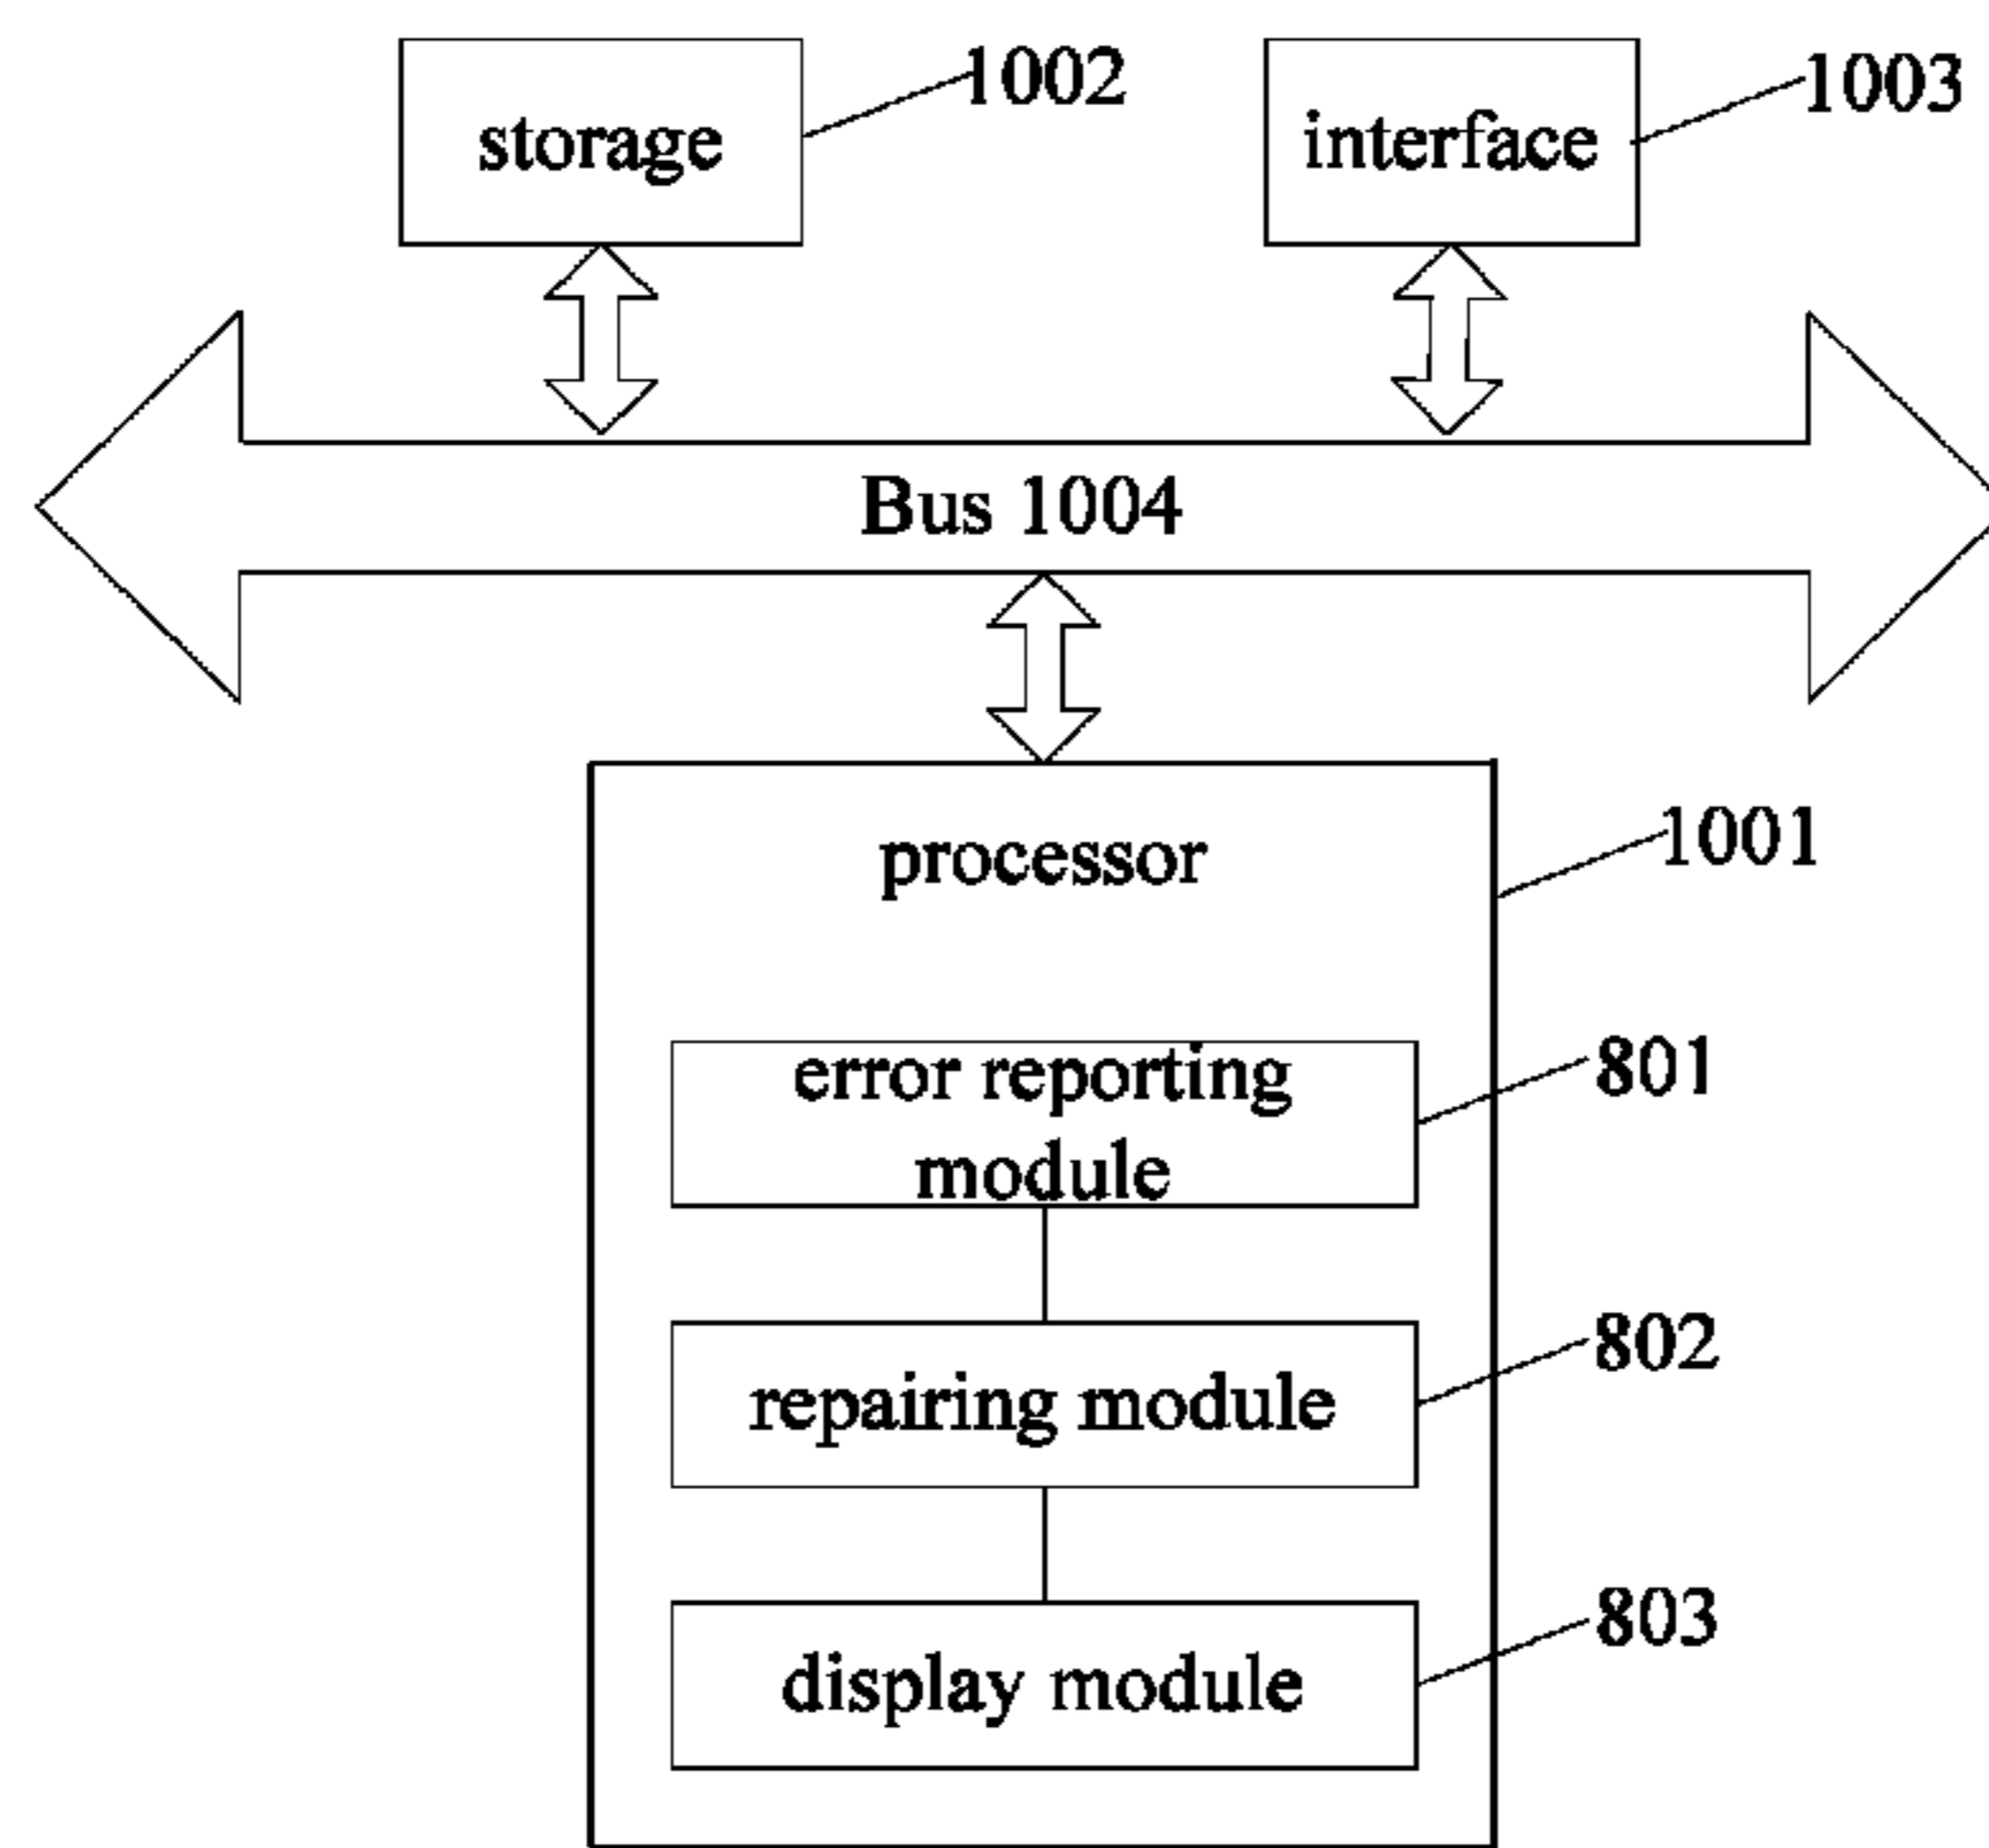 storage
1002
interface
1003
Bus 1004
processor
1001
error reporting
module
801
repairing module
802
display module
803